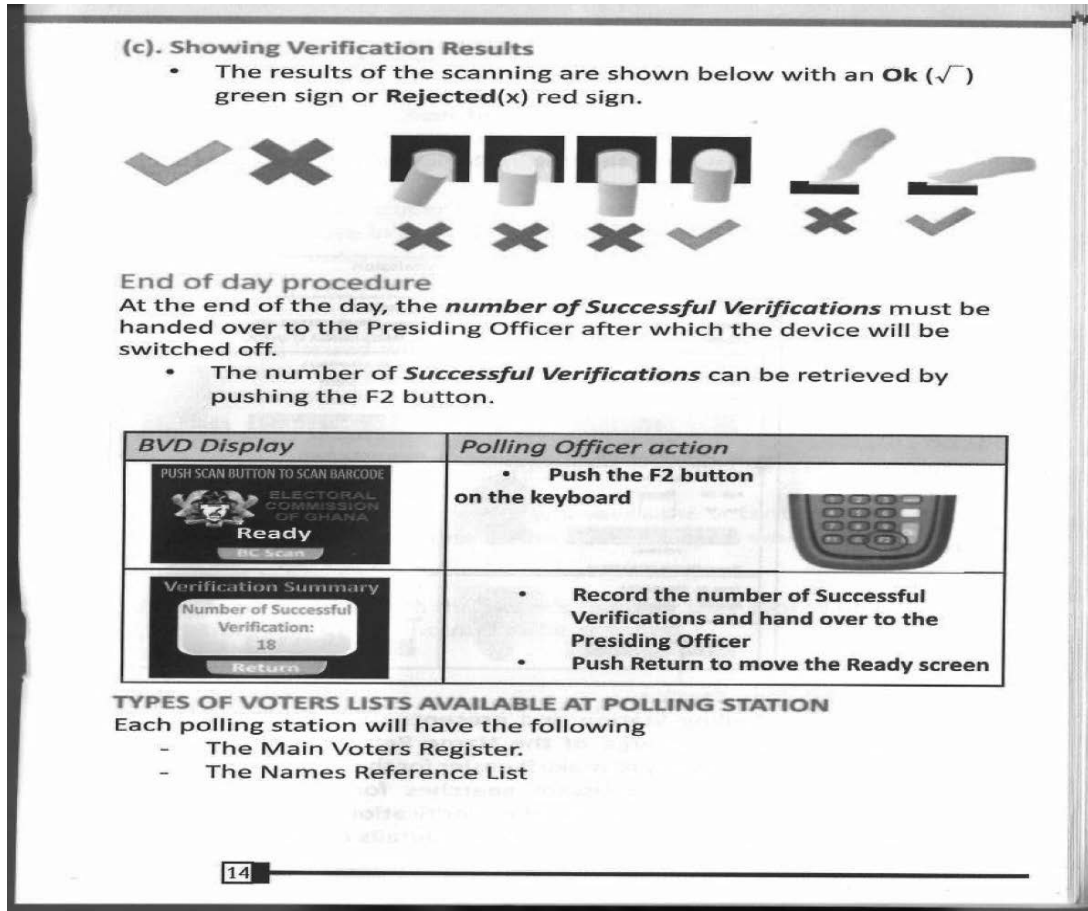 (c). Showing Verification Results
• The results of the scanning are shown below with an Ok (√ )
green sign or Rejected(x) red sign.
End of day procedure
At the end of the day, the number of Successful Verifications must be
handed over to the Presiding Officer after which the device will be
switched off.
• The number of Successful Verifications can be retrieved by
pushing the F2 button.
BVD Display
Polling Officer action
PUSH SCAN BUTTON TO SCAN BARCODE
ELECTORAL
COMMISSION
OF GHANA
Ready
BC Scan
• Push the F2 button
on the keyboard
Verification Summary
Number of Successful
Verification:
18
Return
• Record the number of Successful
Verifications and hand over to the
Presiding Officer
• Push Return to move the Ready screen
TYPES OF VOTERS LISTS AVAILABLE AT POLLING STATION
Each polling station will have the following
- The Main Voters Register.
- The Names Reference List
14